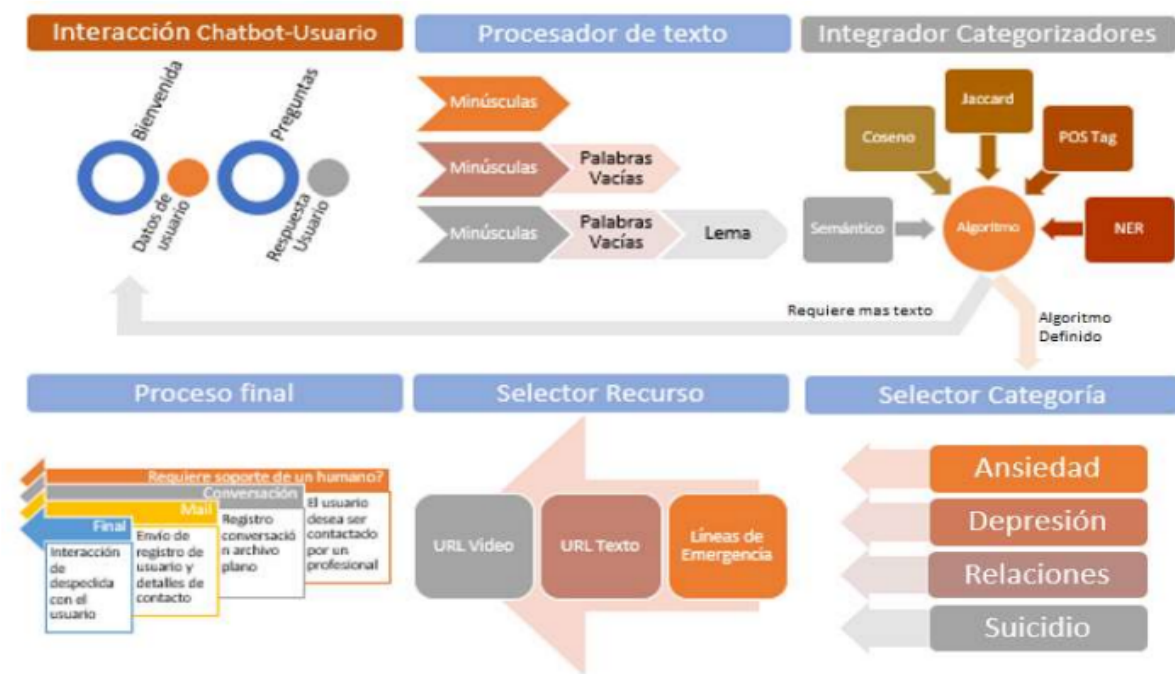 Interacción Chatbot-Usuario
Bienvenida
Datos de
usuario
Preguntas
Respuesta
Usuario
Procesador de texto
Minúsculas
Minúsculas
Palabras
Vacías
Minúsculas
Palabras
Vacías
Lema
Integrador Categorizadores
Semántico
Coseno
Jaccard
POS Tag
NER
Algoritmo
Requiere mas texto
Algoritmo
Definido
Selector Categoría
Ansiedad
Depresión
Relaciones
Suicidio
Selector Recurso
URL Video
URL Texto
Líneas de
Emergencia
Proceso final
Requiere soporte de un humano?
El usuario
desea ser
contactado
por un
profesional
Conversación
Registro
conversació
n archivo
plano
Mail
Envío de
registro de
usuario y
detalles de
contacto
Final
Interacción
de
despedida
con el
usuario